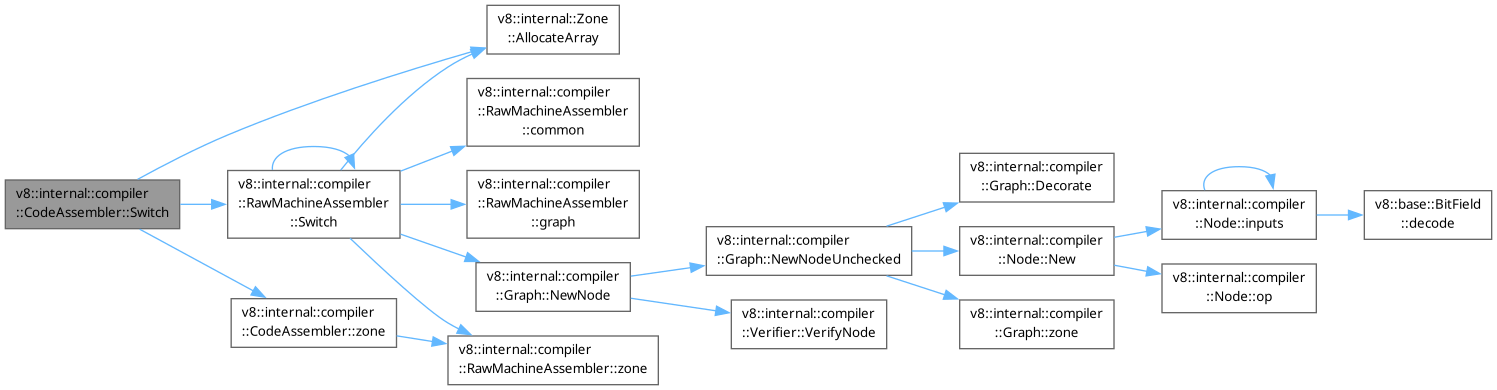 v8::internal::compiler
::CodeAssembler::Switch
v8::internal::Zone
::AllocateArray
v8::internal::compiler
::RawMachineAssembler
::Switch
v8::internal::compiler
::CodeAssembler::zone
v8::internal::compiler
::RawMachineAssembler
::common
v8::internal::compiler
::RawMachineAssembler
::graph
v8::internal::compiler
::Graph::NewNode
v8::internal::compiler
::RawMachineAssembler::zone
v8::internal::compiler
::Graph::NewNodeUnchecked
v8::internal::compiler
::Verifier::VerifyNode
v8::internal::compiler
::Graph::Decorate
v8::internal::compiler
::Node::New
v8::internal::compiler
::Graph::zone
v8::internal::compiler
::Node::inputs
v8::internal::compiler
::Node::op
v8::base::BitField
::decode